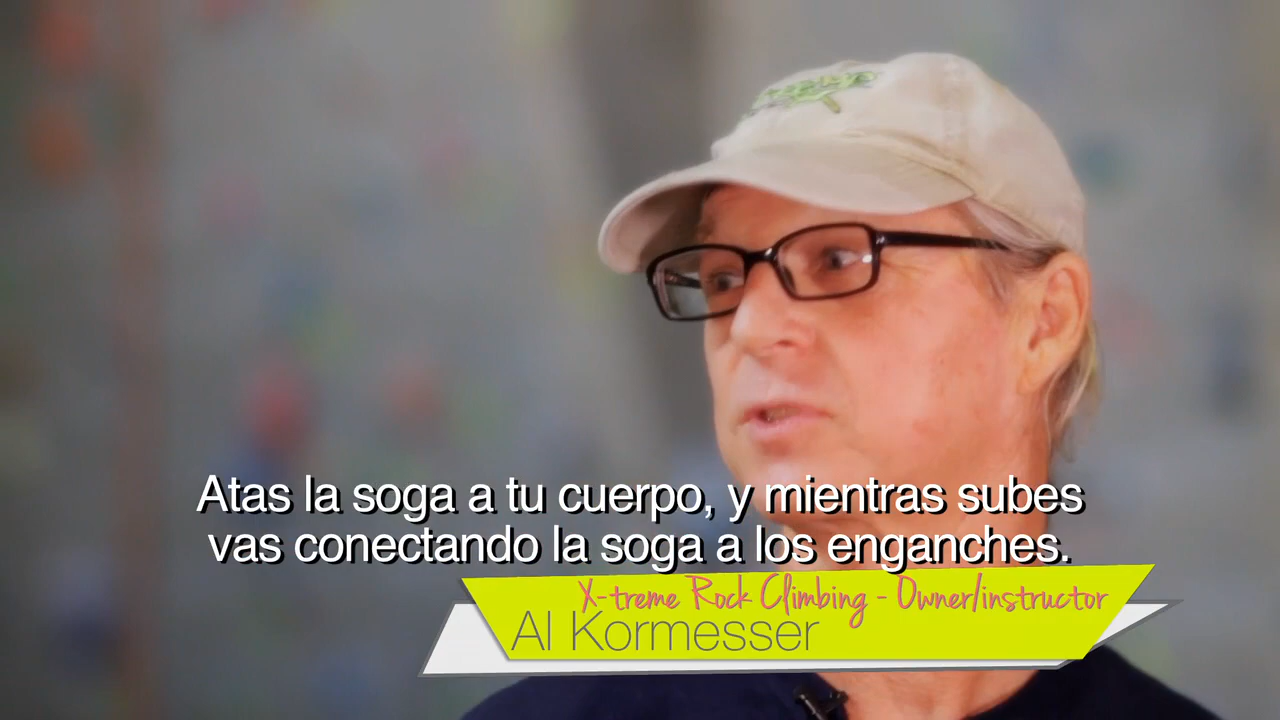 Atas la soga a tu cuerpo, y mientras subes
vas conectando la soga a los enganches.
X-treme Rock Climbing - Owner/instructor
Al Kormesser